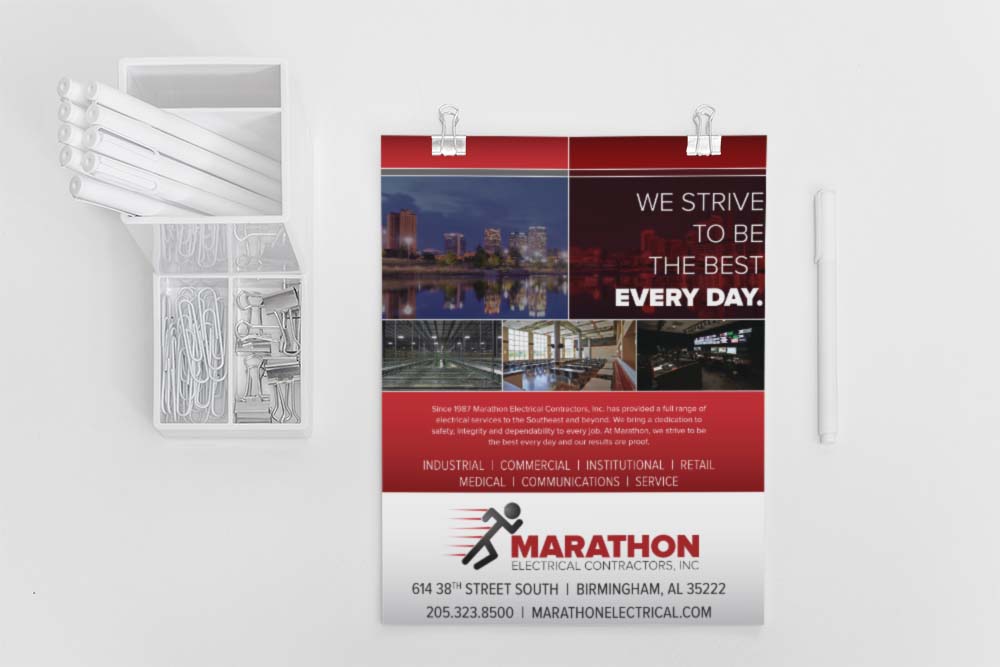 WE STRIVE
TO BE
THE BEST
EVERY DAY.
Since 1987 Marathon Electrical Contractors, Inc. has provided a full range of
electrical services to the Southeast and beyond. We bring a dedication to
safety, integrity and dependability to every job. At Marathon, we strive to be
the best every day and our results are proof.
INDUSTRIAL | COMMERCIAL | INSTITUTIONAL | RETAIL
MEDICAL | COMMUNICATIONS | SERVICE
MARATHON
ELECTRICAL CONTRACTORS, INC
614 38TH STREET SOUTH | BIRMINGHAM, AL 35222
205.323.8500 | MARATHONELECTRICAL.COM